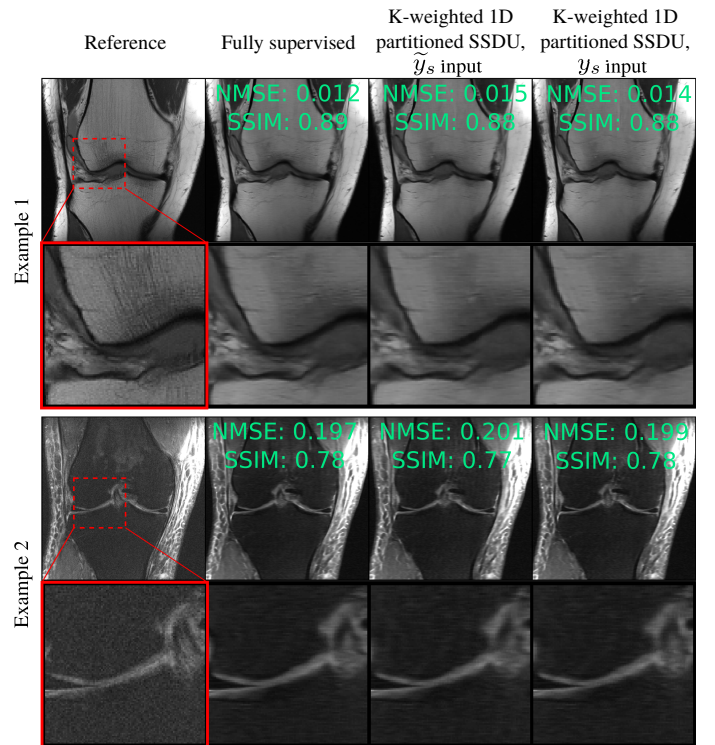 Reference
Fully supervised
K-weighted 1D
partitioned SSDU,
ỹₛ input
K-weighted 1D
partitioned SSDU,
yₛ input
Example 1
NMSE: 0.012
SSIM: 0.89
NMSE: 0.015
SSIM: 0.88
NMSE: 0.014
SSIM: 0.88
Example 2
NMSE: 0.197
SSIM: 0.78
NMSE: 0.201
SSIM: 0.77
NMSE: 0.199
SSIM: 0.78